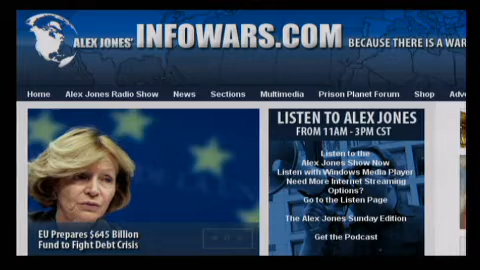 ALEX JONES' INFOWARS.COM BECAUSE THERE IS A WAR
Home Alex Jones Radio Show News Sections Multimedia Prison Planet Forum Shop Adve
LISTEN TO ALEX JONES
FROM 11AM - 3PM CST
Listen to the
Alex Jones Show Now
Listen with Windows Media Player
Need More Internet Streaming
Options?
Go to the Listen Page
The Alex Jones Sunday Edition
Get the Podcast
EU Prepares $645 Billion
Fund to Fight Debt Crisis